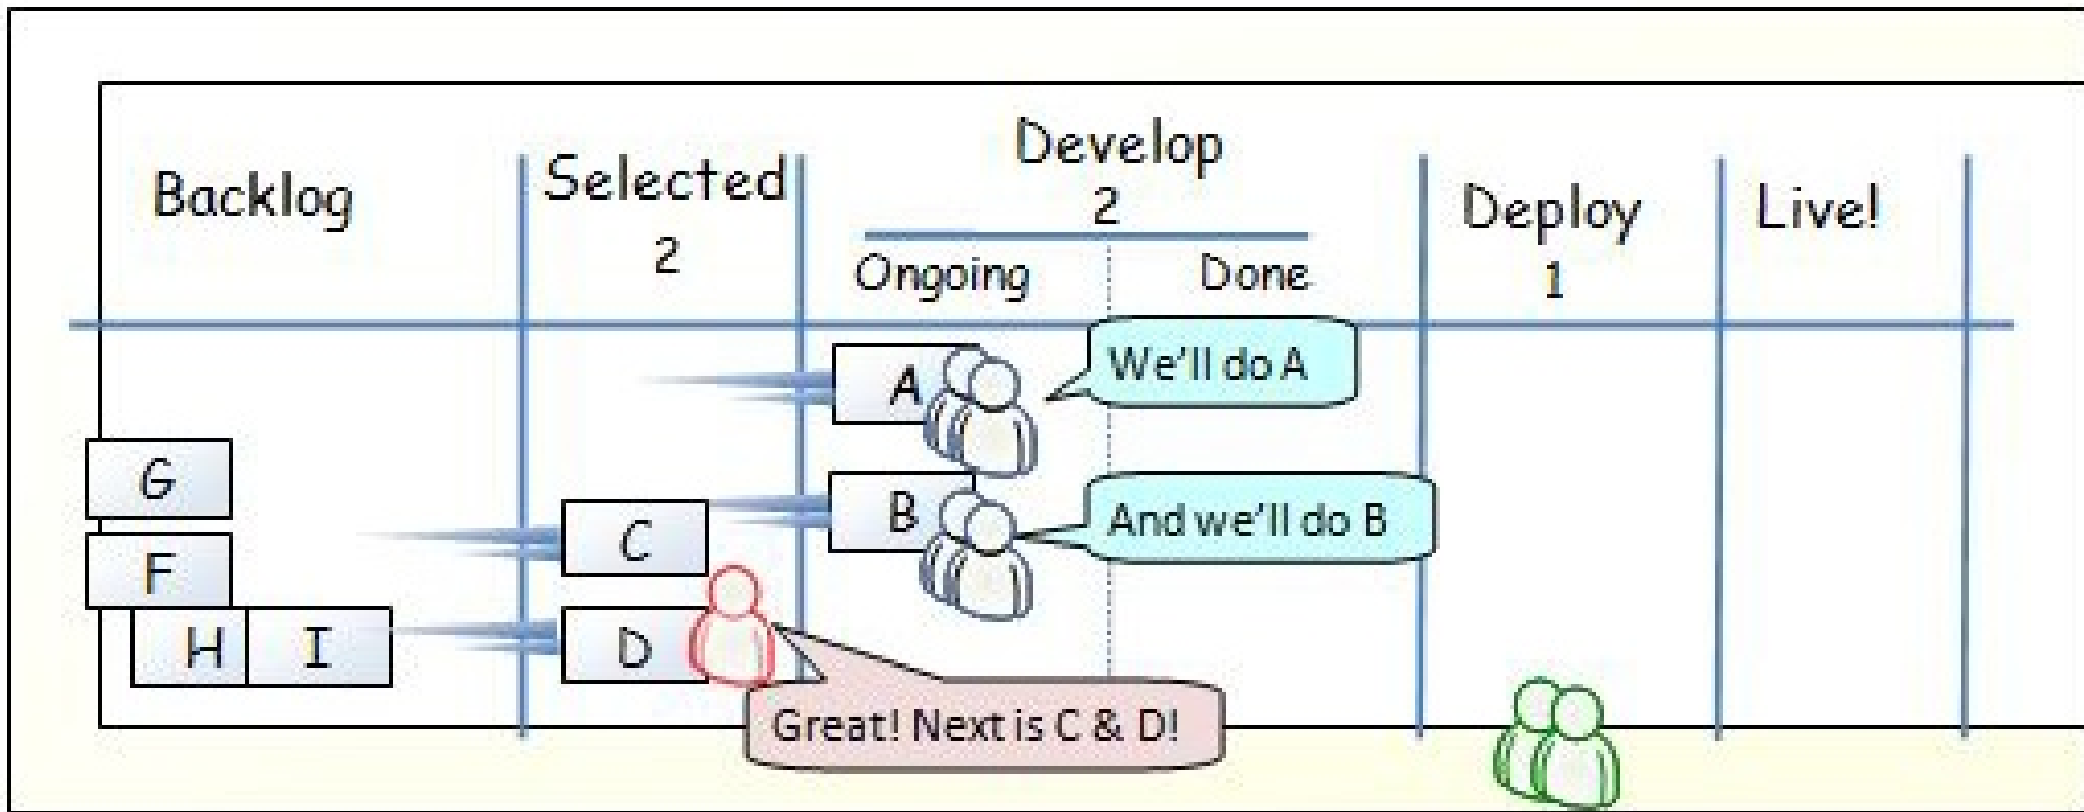 Backlog
Selected
2
Develop
2
Ongoing
Done
Deploy
1
Live!
A
We'll do A
G
B
And we'll do B
C
F
H
I
D
Great! Next is C & D!